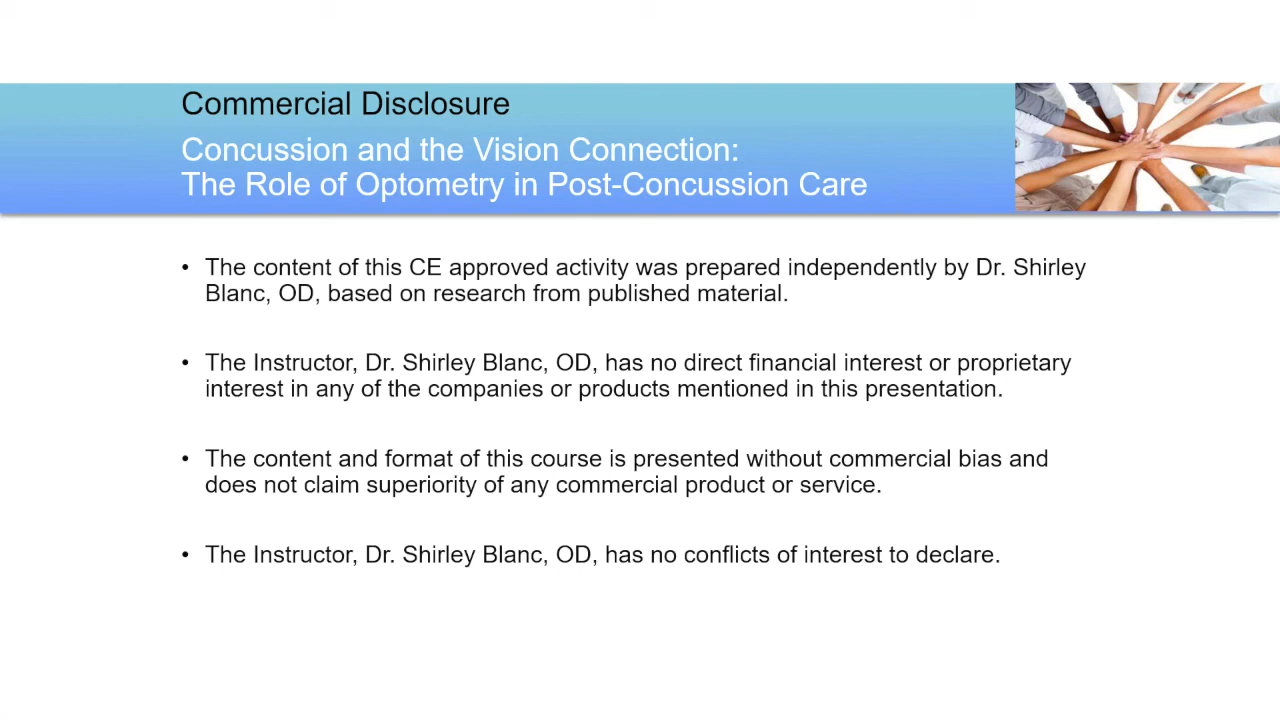 Commercial Disclosure
Concussion and the Vision Connection:
The Role of Optometry in Post-Concussion Care
• The content of this CE approved activity was prepared independently by Dr. Shirley
Blanc, OD, based on research from published material.
• The Instructor, Dr. Shirley Blanc, OD, has no direct financial interest or proprietary
interest in any of the companies or products mentioned in this presentation.
• The content and format of this course is presented without commercial bias and
does not claim superiority of any commercial product or service.
• The Instructor, Dr. Shirley Blanc, OD, has no conflicts of interest to declare.